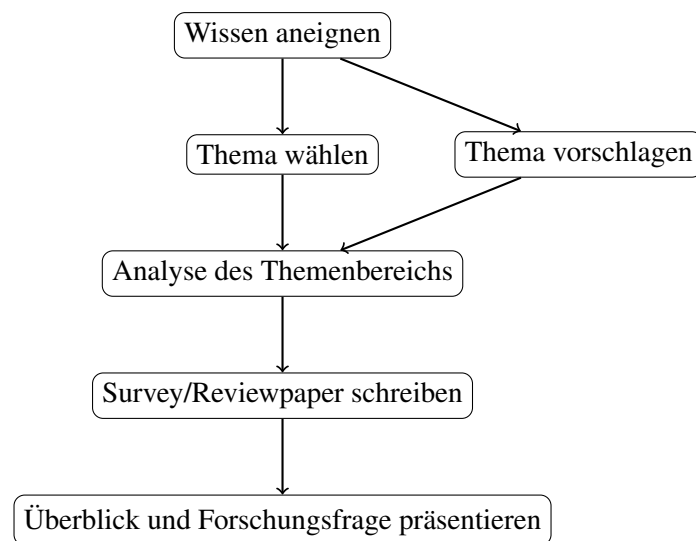 Wissen aneignen
Thema wählen
Thema vorschlagen
Analyse des Themenbereichs
Survey/Reviewpaper schreiben
Überblick und Forschungsfrage präsentieren